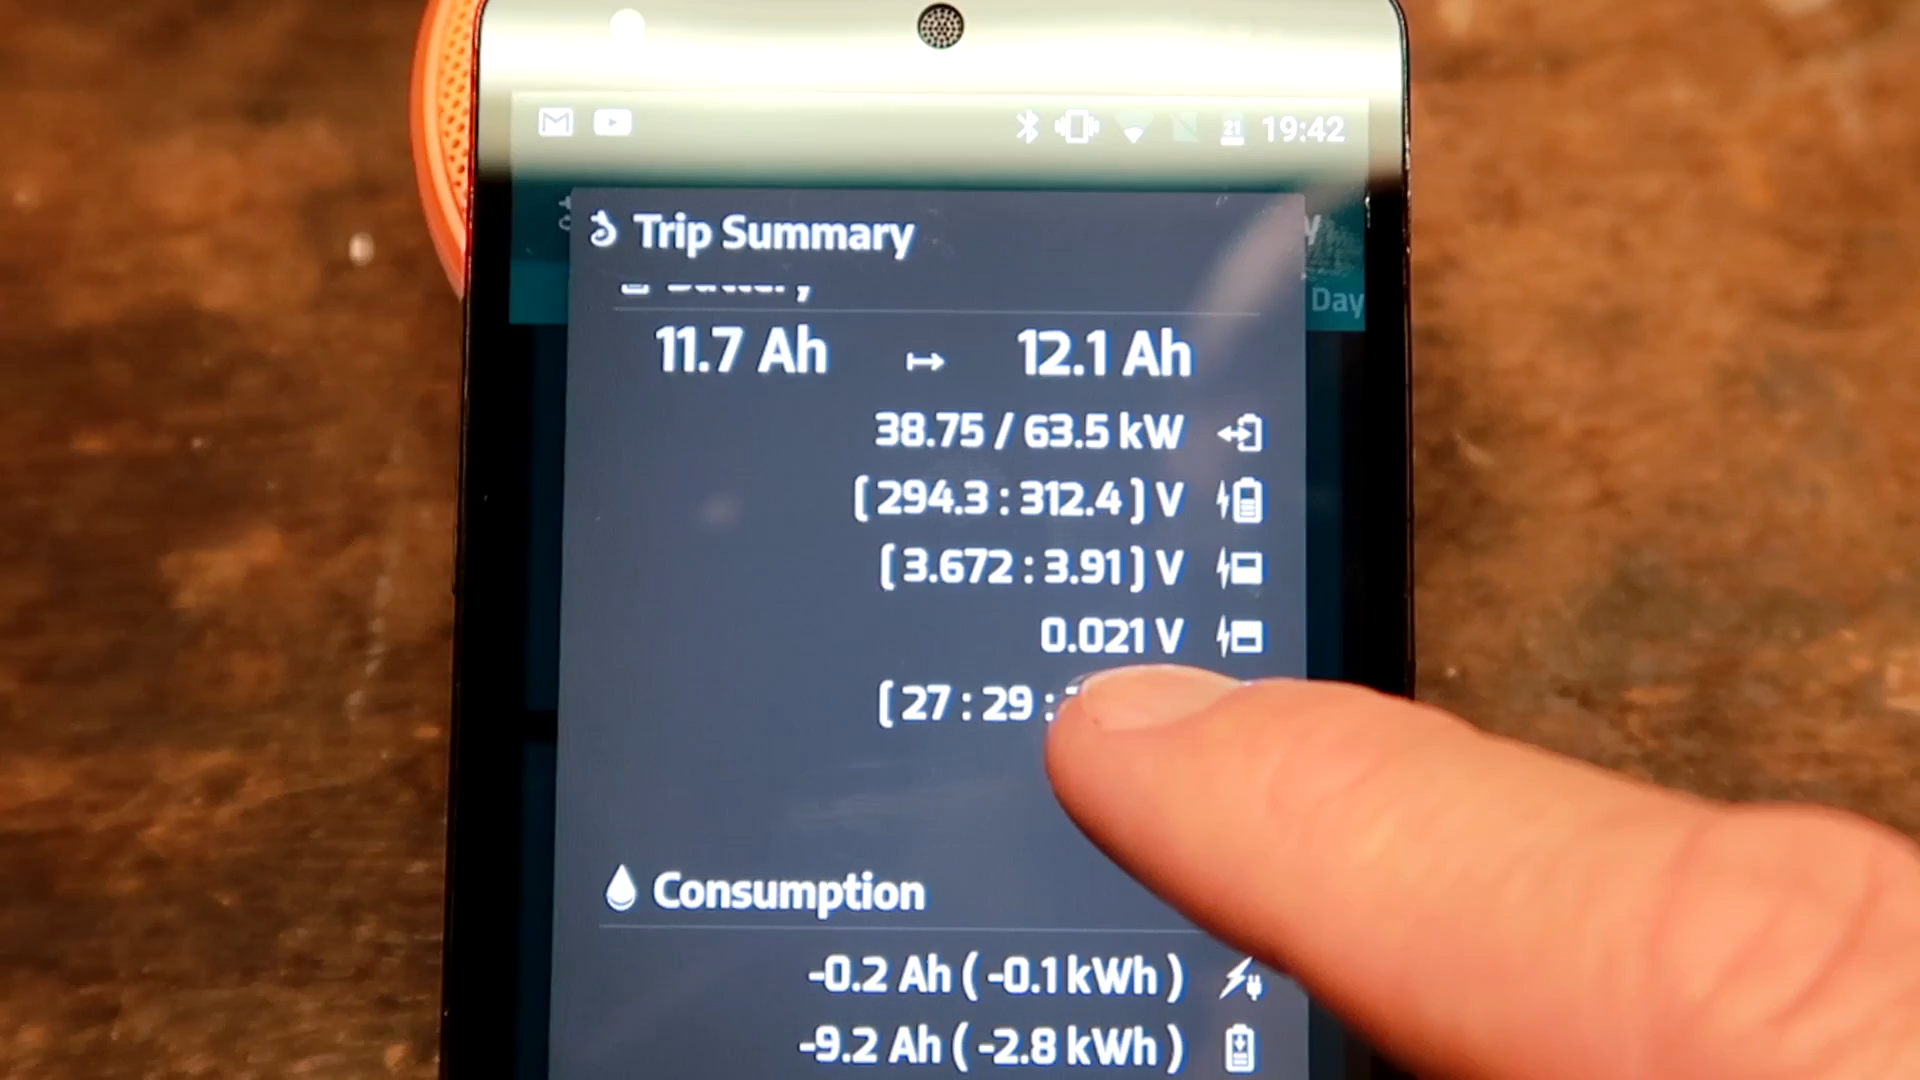 21 19:42
Trip Summary
Day
Battery
11.7 Ah ↦ 12.1 Ah
38.75 / 63.5 kW
[ 294.3 : 312.4 ] V
[ 3.672 : 3.91 ] V
0.021 V
[ 27 : 29 :
Consumption
-0.2 Ah ( -0.1 kWh )
-9.2 Ah ( -2.8 kWh )